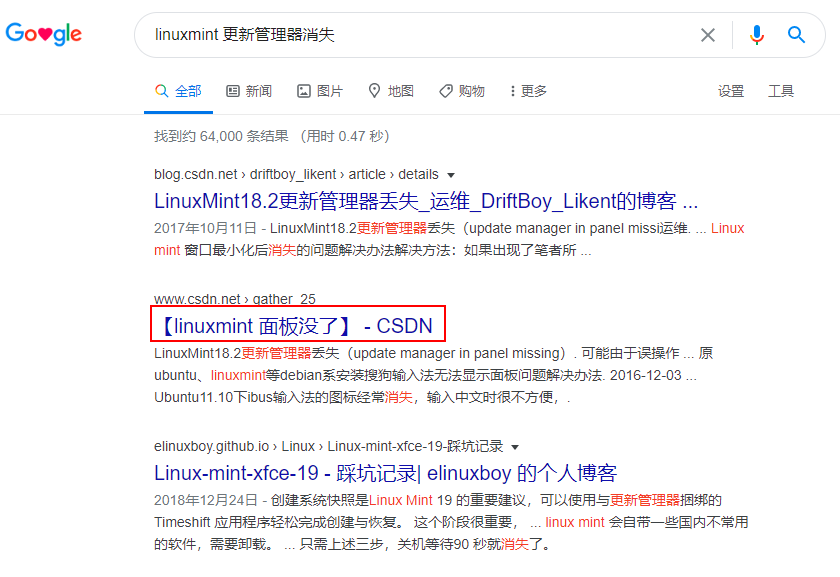 Google
linuxmint 更新管理器消失
全部 新闻 图片 地图 购物 更多 设置 工具
找到约 64,000 条结果 （用时 0.47 秒）
blog.csdn.net › driftboy_likent › article › details
LinuxMint18.2更新管理器丢失_运维_DriftBoy_Likent的博客 ...
2017年10月11日 - LinuxMint18.2更新管理器丢失（update manager in panel missi运维. ... Linux
mint 窗口最小化后消失的问题解决办法解决方法：如果出现了笔者所 ...
www.csdn.net › gather_25
【linuxmint 面板没了】 - CSDN
LinuxMint18.2更新管理器丢失（update manager in panel missing）. 可能由于误操作 ... 原
ubuntu、linuxmint等debian系安装搜狗输入法无法显示面板问题解决办法. 2016-12-03 ...
Ubuntu11.10下ibus输入法的图标经常消失，输入中文时很不方便，.
elinuxboy.github.io › Linux › Linux-mint-xfce-19-踩坑记录
Linux-mint-xfce-19 - 踩坑记录| elinuxboy 的个人博客
2018年12月24日 - 创建系统快照是Linux Mint 19 的重要建议，可以使用与更新管理器捆绑的
Timeshift 应用程序轻松完成创建与恢复。 这个阶段很重要， ... linux mint 会自带一些国内不常用
的软件，需要卸载。 ... 只需上述三步，关机等待90 秒就消失了。